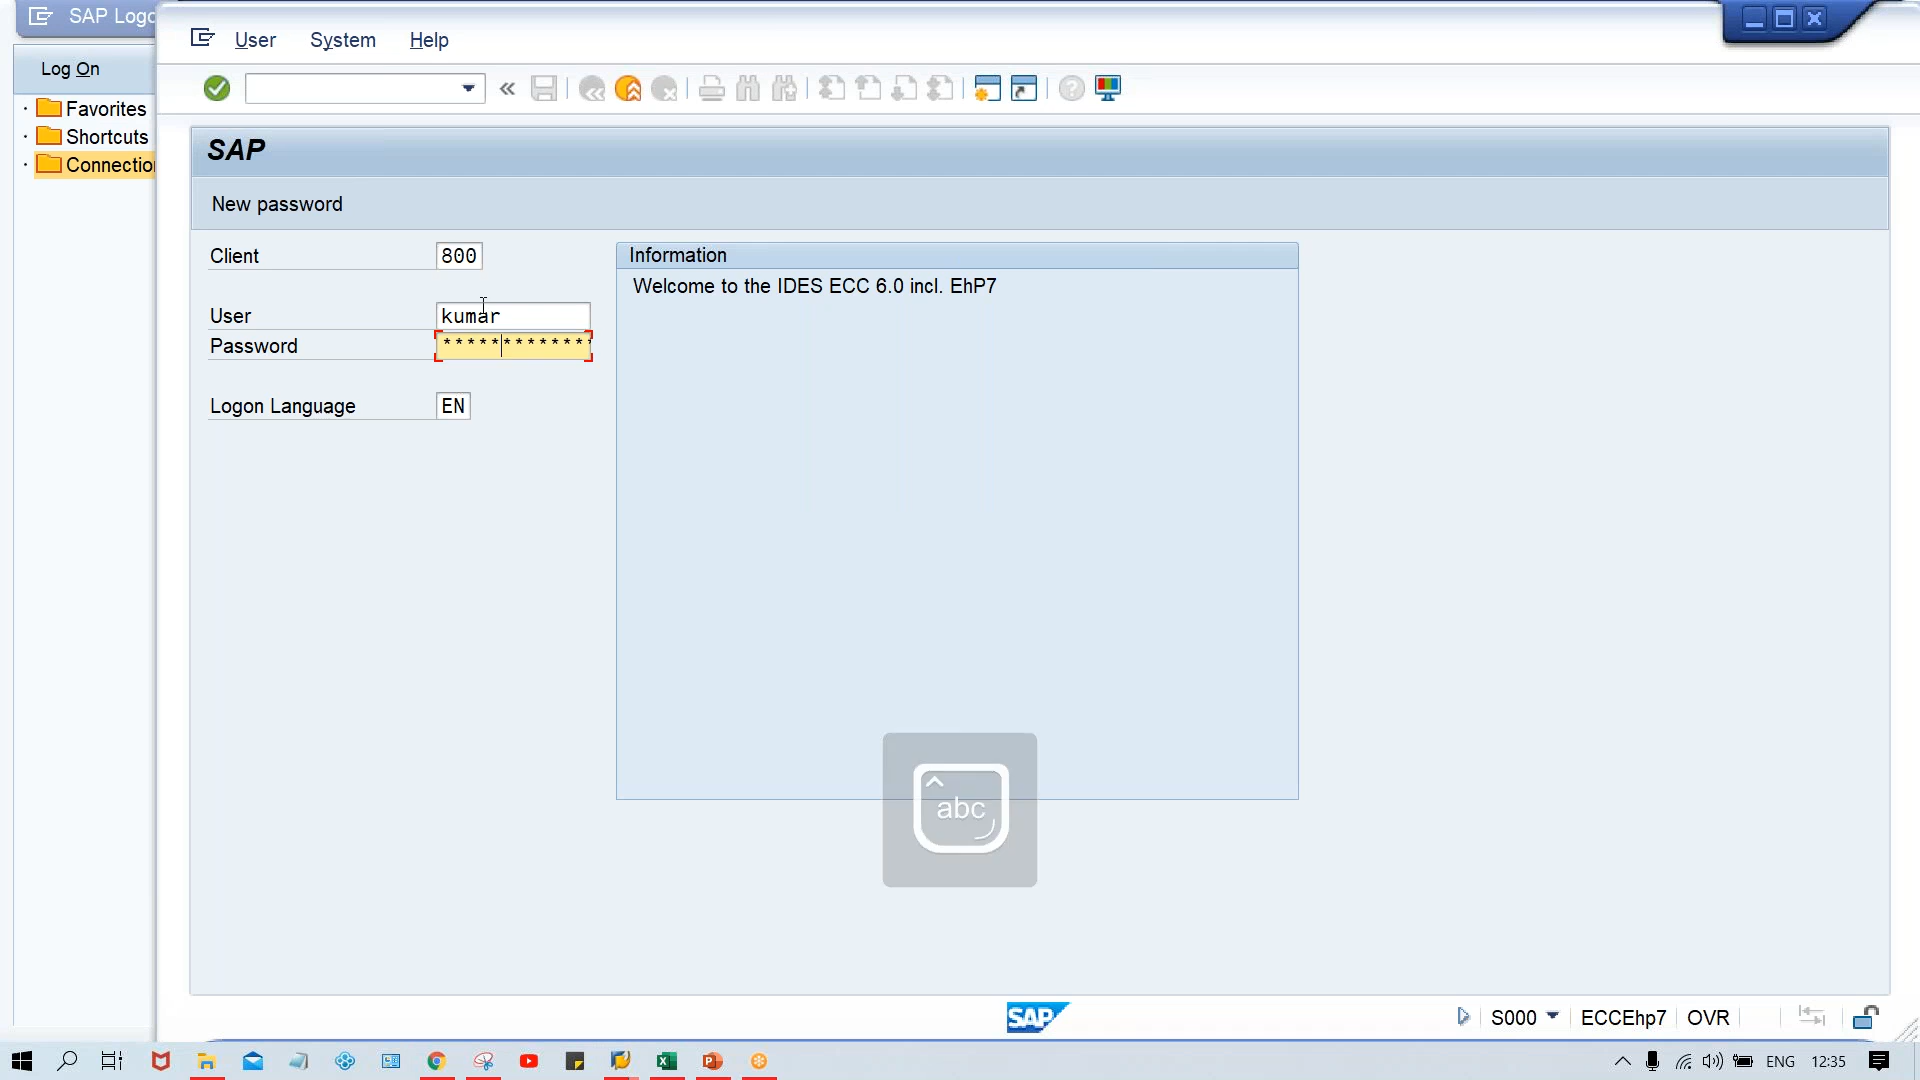 SAP Logo
User System Help
Log On
Favorites
Shortcuts
Connectio
SAP
New password
Client 800
User kumar
Password ******************
Logon Language EN
Information
Welcome to the IDES ECC 6.0 incl. EhP7
abc
SAP
S000 ECCEhp7 OVR
ENG 12:35